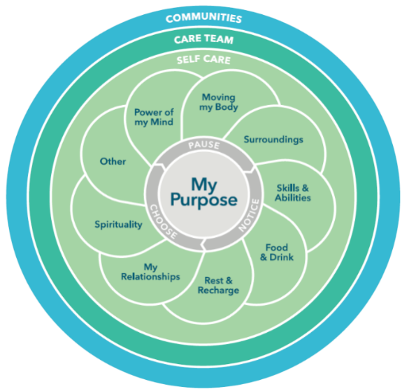 COMMUNITIES
CARE TEAM
SELF CARE
Moving
my Body
Surroundings
Skills &
Abilities
Food
& Drink
Rest &
Recharge
My
Relationships
Spirituality
Other
Power of
my Mind
PAUSE
NOTICE
CHOOSE
My
Purpose